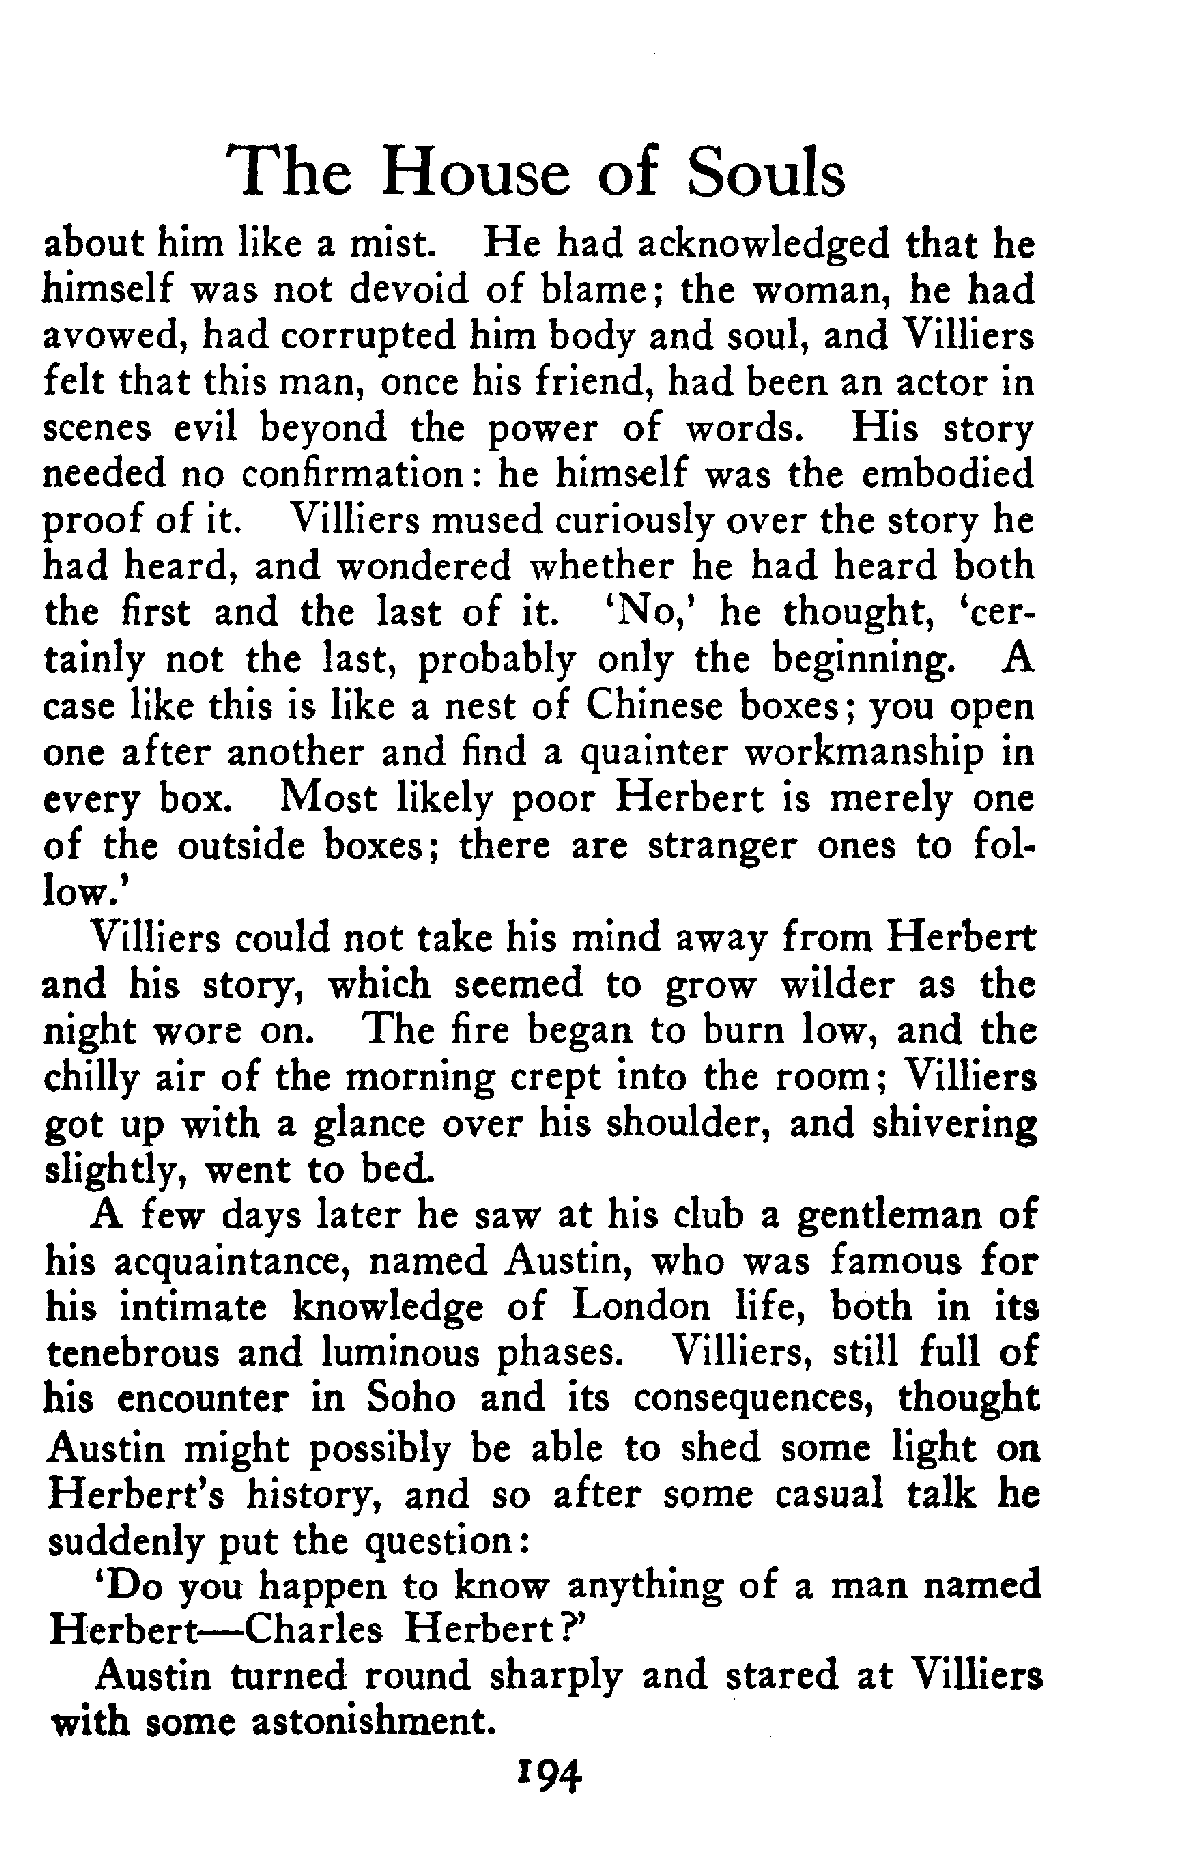 The House of Souls
about him like a mist. He had acknowledged that he
himself was not devoid of blame; the woman, he had
avowed, had corrupted him body and soul, and Villiers
felt that this man, once his friend, had been an actor in
scenes evil beyond the power of words. His story
needed no confirmation: he himself was the embodied
proof of it. Villiers mused curiously over the story he
had heard, and wondered whether he had heard both
the first and the last of it. ‘No,’ he thought, ‘cer-
tainly not the last, probably only the beginning. A
case like this is like a nest of Chinese boxes; you open
one after another and find a quainter workmanship in
every box. Most likely poor Herbert is merely one
of the outside boxes; there are stranger ones to fol-
low.’
Villiers could not take his mind away from Herbert
and his story, which seemed to grow wilder as the
night wore on. The fire began to burn low, and the
chilly air of the morning crept into the room; Villiers
got up with a glance over his shoulder, and shivering
slightly, went to bed.
A few days later he saw at his club a gentleman of
his acquaintance, named Austin, who was famous for
his intimate knowledge of London life, both in its
tenebrous and luminous phases. Villiers, still full of
his encounter in Soho and its consequences, thought
Austin might possibly be able to shed some light on
Herbert’s history, and so after some casual talk he
suddenly put the question:
‘Do you happen to know anything of a man named
Herbert—Charles Herbert?’
Austin turned round sharply and stared at Villiers
with some astonishment.
194